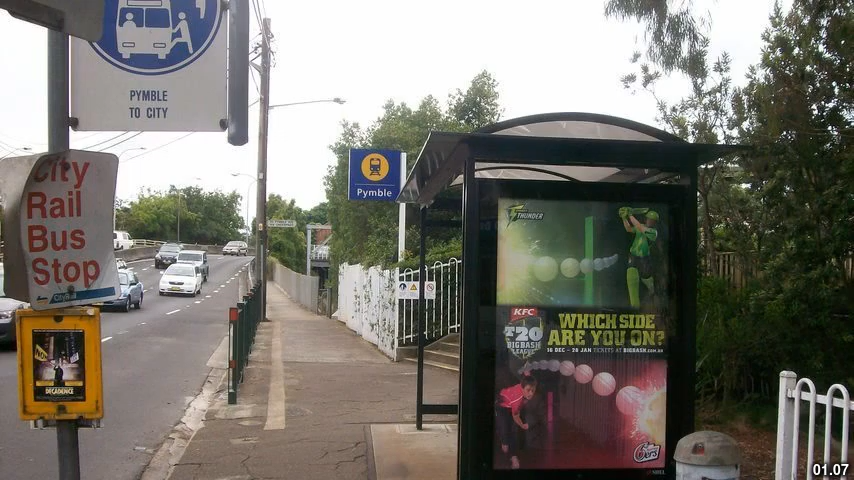 PYMBLE
TO CITY
City
Rail
Bus
Stop
CityRail
DECADENCE
Pymble
THUNDER
KFC
T20
BIG BASH
LEAGUE
WHICH SIDE
ARE YOU ON?
16 DEC - 28 JAN TICKETS AT BIGBASH.com.au
6ers
01.07